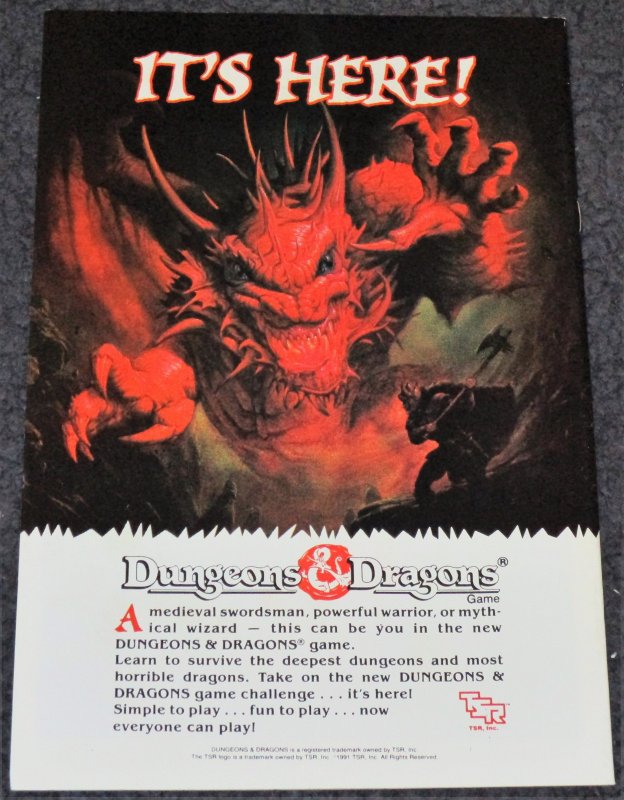 IT'S HERE!
Dungeons & Dragons®
Game
A medieval swordsman, powerful warrior, or myth-
ical wizard — this can be you in the new
DUNGEONS & DRAGONS® game.
Learn to survive the deepest dungeons and most
horrible dragons. Take on the new DUNGEONS &
DRAGONS game challenge . . . it's here!
Simple to play . . . fun to play . . . now
everyone can play!
TSR
TSR, Inc.
DUNGEONS & DRAGONS is a registered trademark owned by TSR, Inc.
The TSR logo is a trademark owned by TSR, Inc. ©1991 TSR, Inc. All Rights Reserved.